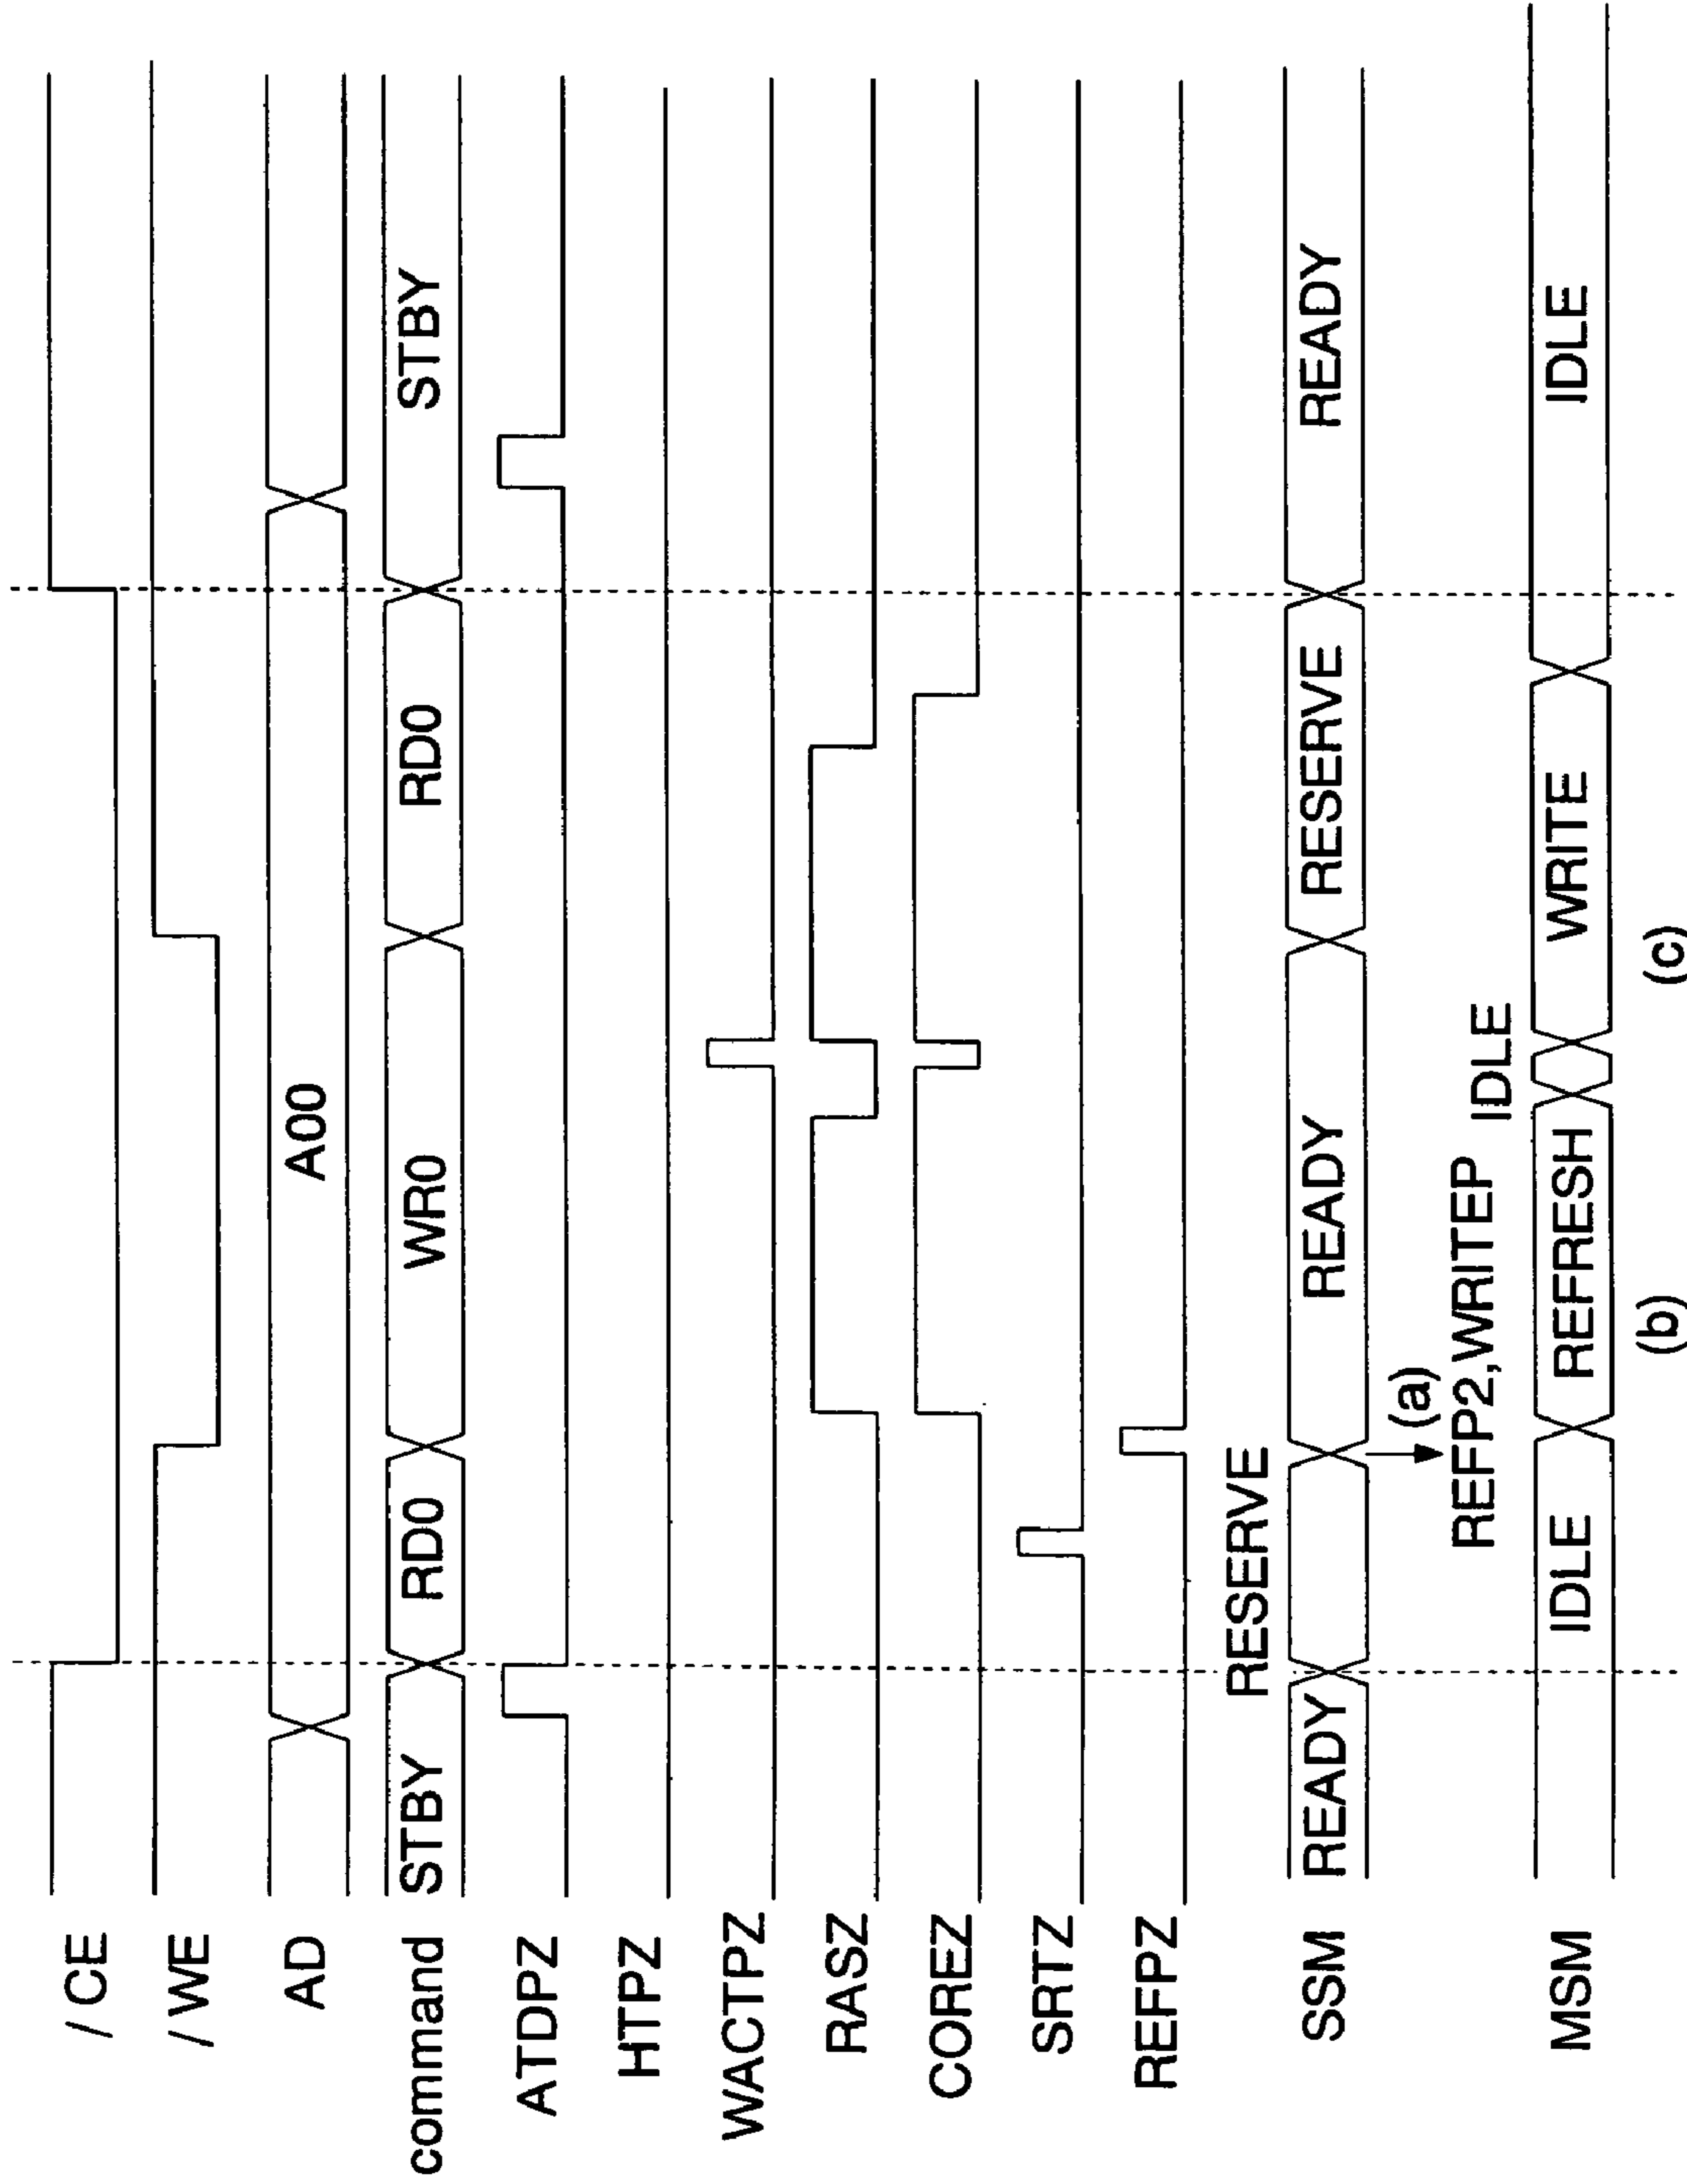 / CE
/ WE
AD A00
command STBY RD0 WR0 RD0 STBY
ATDPZ
HTPZ
WACTPZ
RASZ
COREZ
SRTZ
REFPZ
RESERVE
SSM READY READY RESERVE READY
(a)
REFP2,WRITEP
IDLE
MSM IDLE REFRESH WRITE IDLE
(b) (c)